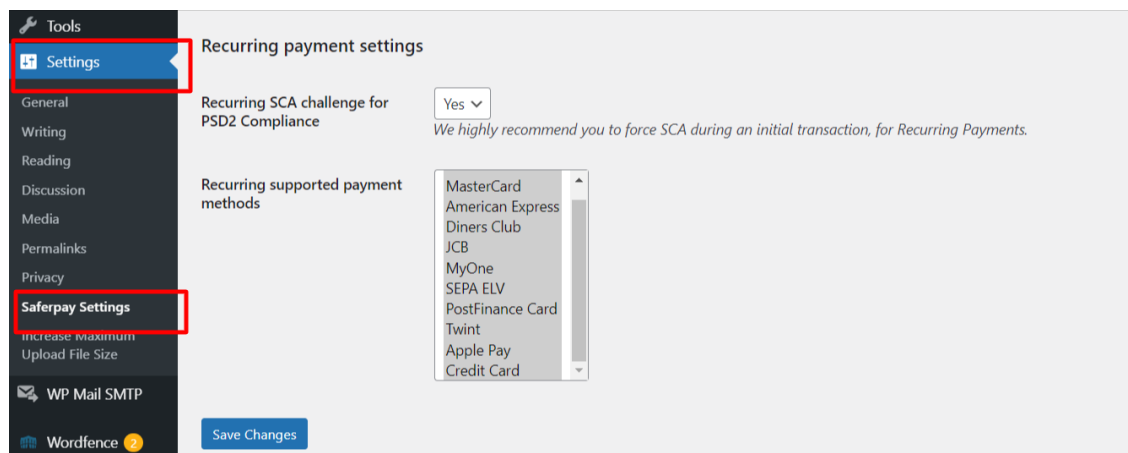 Tools
Settings
General
Writing
Reading
Discussion
Media
Permalinks
Privacy
Saferpay Settings
Increase Maximum
Upload File Size
WP Mail SMTP
Wordfence 2
Recurring payment settings
Recurring SCA challenge for
PSD2 Compliance
Yes
We highly recommend you to force SCA during an initial transaction, for Recurring Payments.
Recurring supported payment
methods
MasterCard
American Express
Diners Club
JCB
MyOne
SEPA ELV
PostFinance Card
Twint
Apple Pay
Credit Card
Save Changes